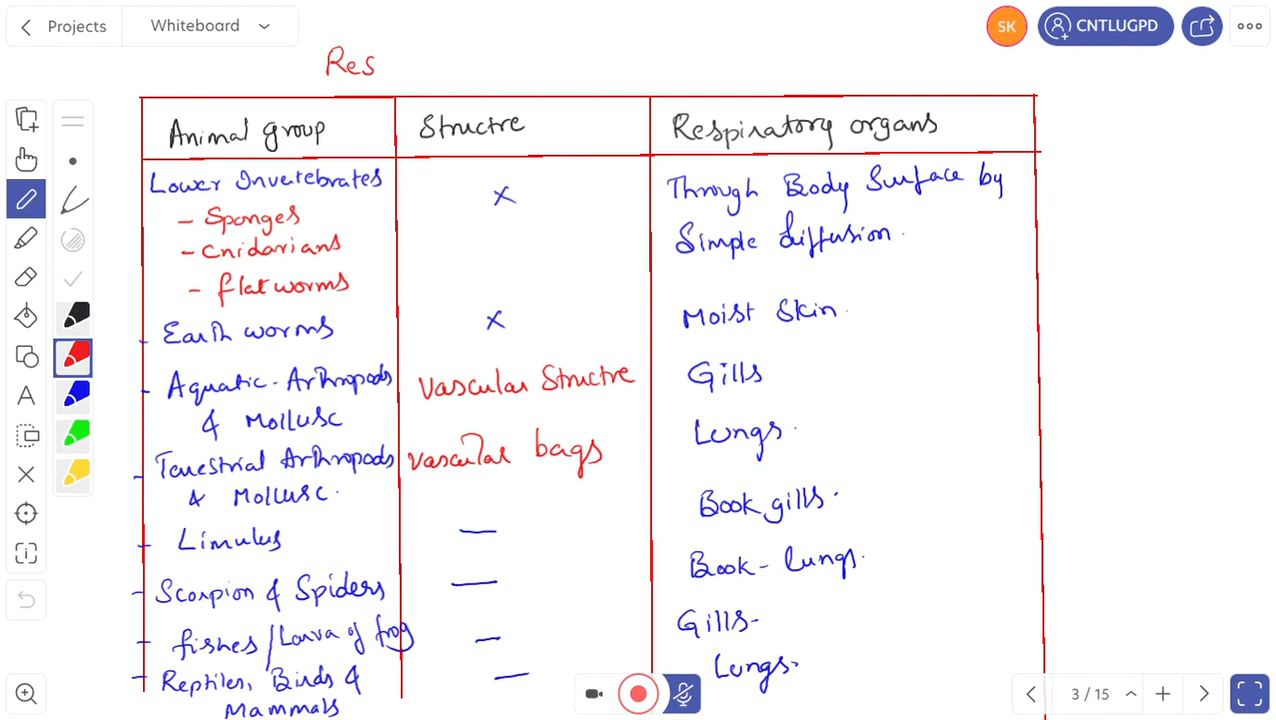 Projects
Whiteboard
SK
CNTLUGPD
Res
Animal group
Structre
Respiratory organs
Lower Invertebrates
x
Through Body Surface by
- Sponges
Simple diffusion.
- Cnidarians
- flatworms
- Earthworms
x
Moist Skin.
- Aquatic-Arthropods
Vascular Structre
Gills
& Mollusc
Lungs.
- Terrestrial Arthropods
vascular bags
& Mollusc.
Book gills.
- Limulus
—
Book-lungs.
- Scorpion & Spiders
—
Gills-
- fishes/Larva of frog
—
Lungs.
- Reptiles, Birds &
—
Mammals
3 / 15